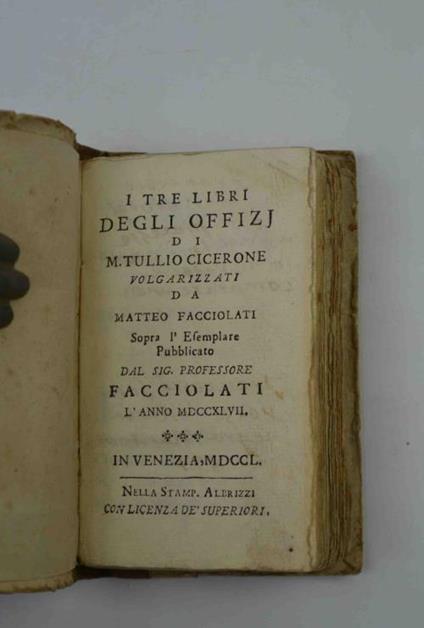 I TRE LIBRI
DEGLI OFFIZJ
DI
M. TULLIO CICERONE
VOLGARIZZATI
DA
MATTEO FACCIOLATI
Sopra l' Eſemplare
Pubblicato
DAL SIG. PROFESSORE
FACCIOLATI
L' ANNO MDCCXLVII.
IN VENEZIA, MDCCL.
NELLA STAMP. ALBRIZZI
CON LICENZA DE' SUPERIORI.